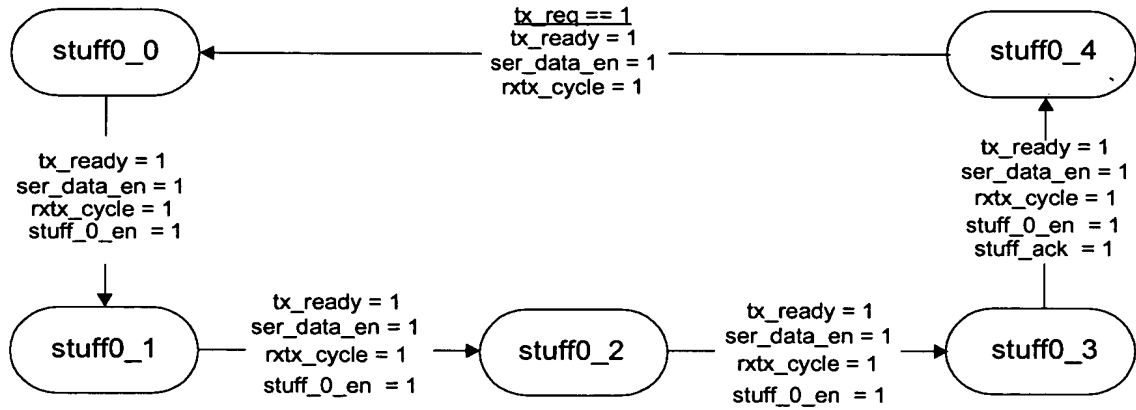 stuff0_0
tx_req == 1
tx_ready = 1
ser_data_en = 1
rxtx_cycle = 1
stuff0_4
tx_ready = 1
ser_data_en = 1
rxtx_cycle = 1
stuff_0_en = 1
tx_ready = 1
ser_data_en = 1
rxtx_cycle = 1
stuff_0_en = 1
stuff_ack = 1
stuff0_1
tx_ready = 1
ser_data_en = 1
rxtx_cycle = 1
stuff_0_en = 1
stuff0_2
tx_ready = 1
ser_data_en = 1
rxtx_cycle = 1
stuff_0_en = 1
stuff0_3